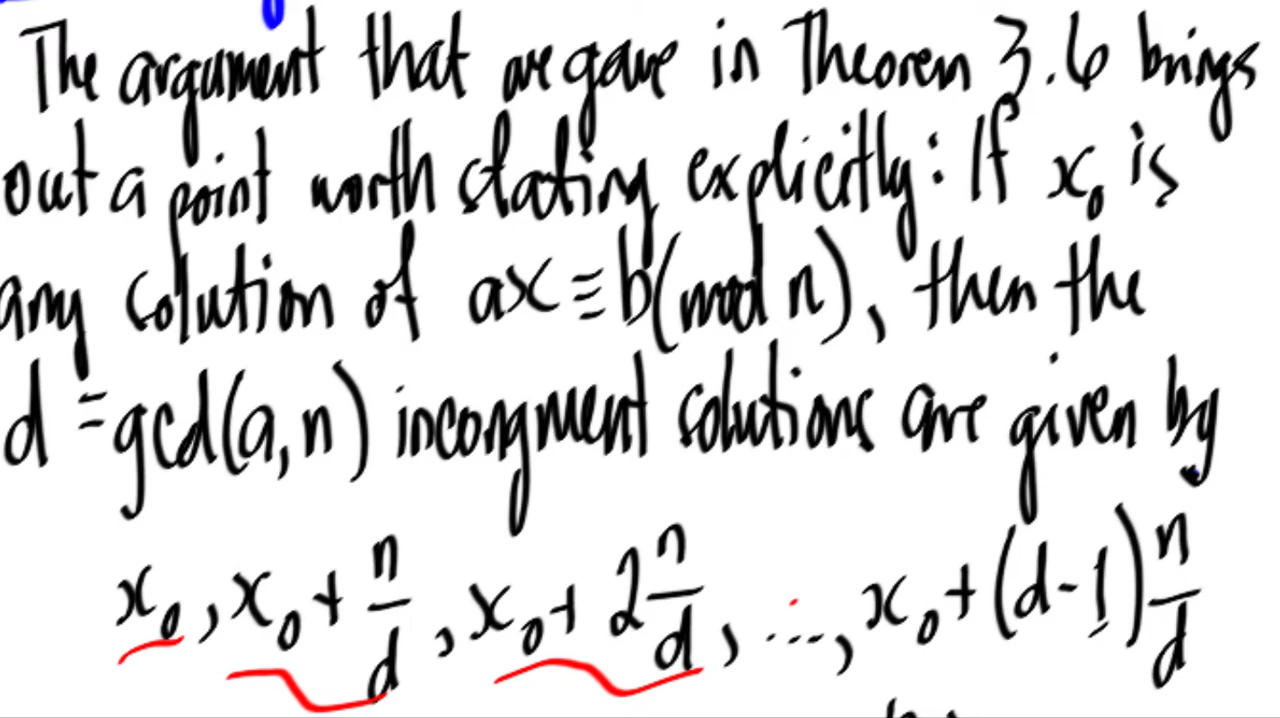 The argument that we gave in Theorem 3.6 brings
out a point worth stating explicitly: If x₀ is
any solution of ax ≡ b(mod n), then the
d = gcd(a,n) incongruent solutions are given by
x₀, x₀ + n/d, x₀ + 2 n/d, ..., x₀ + (d-1) n/d